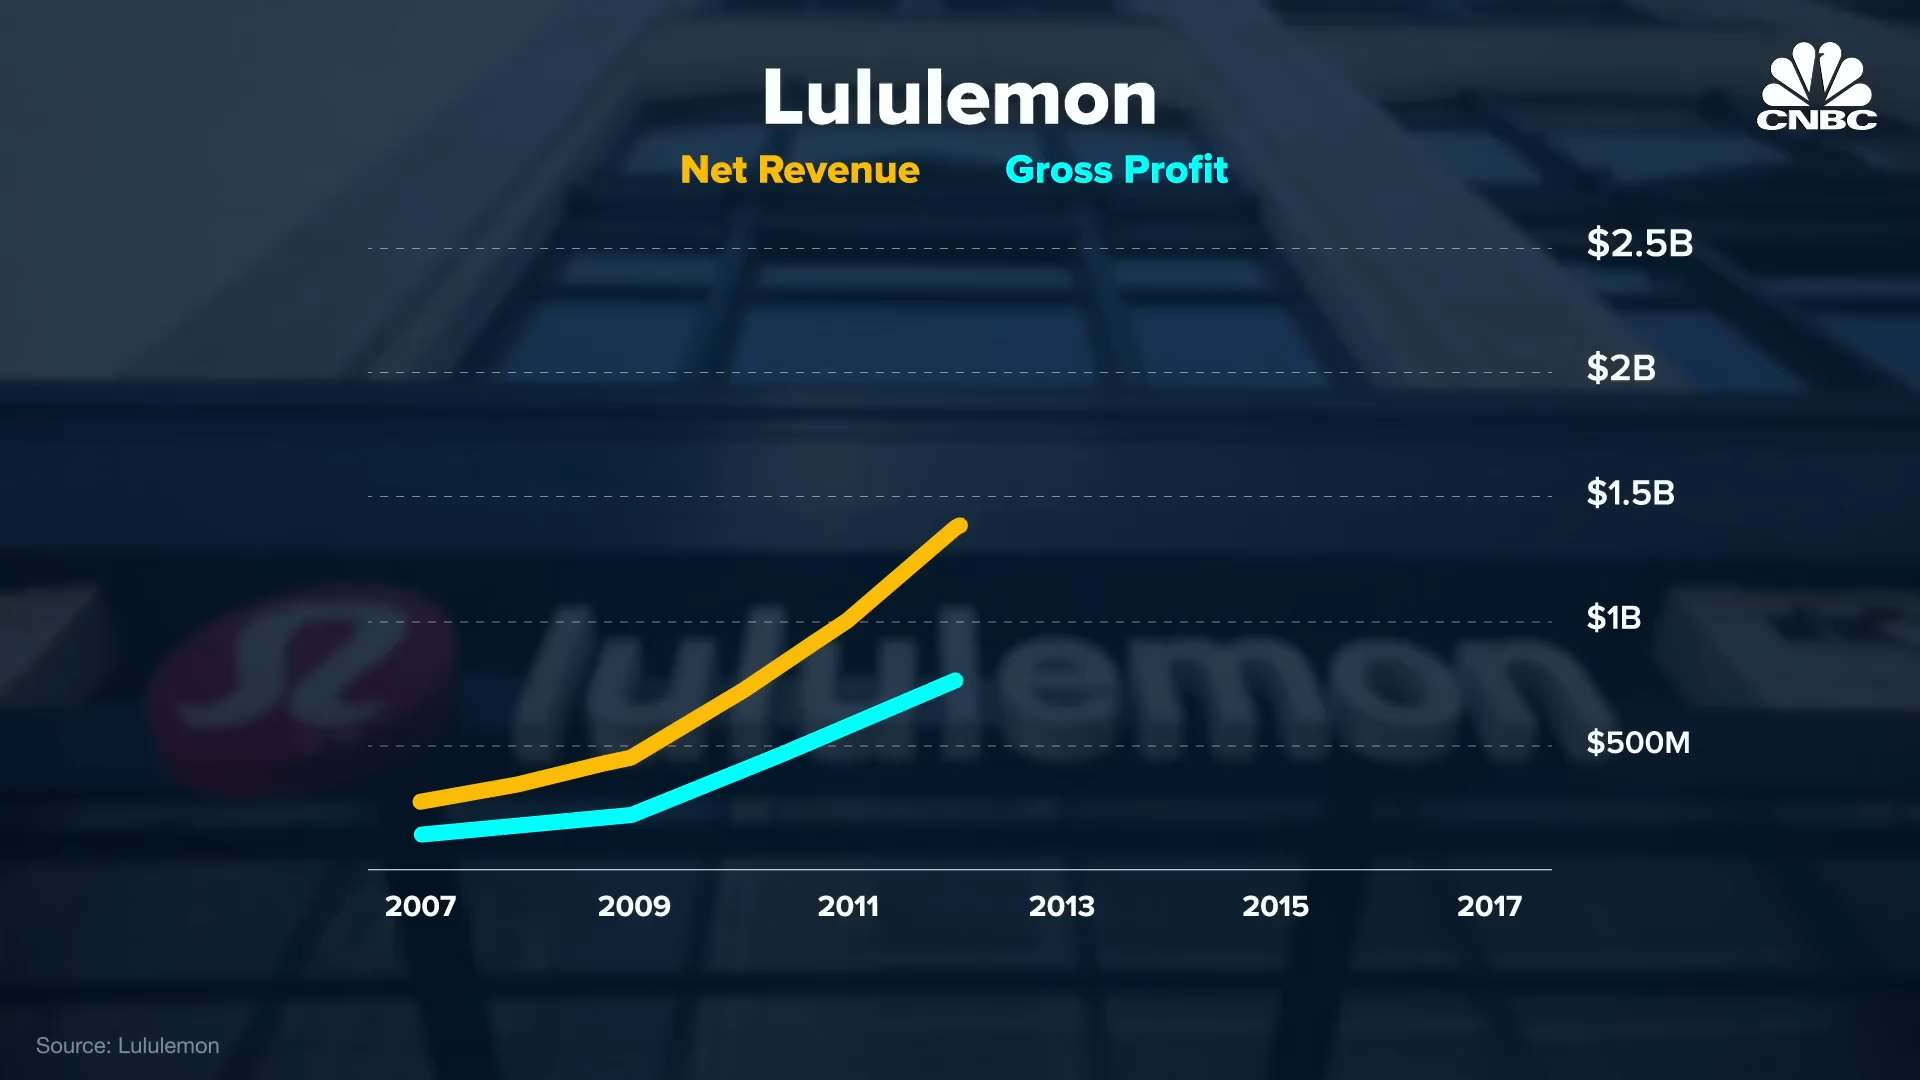 Lululemon
CNBC
Net Revenue Gross Profit
$2.5B
$2B
$1.5B
$1B
lululemon
$500M
2007 2009 2011 2013 2015 2017
Source: Lululemon